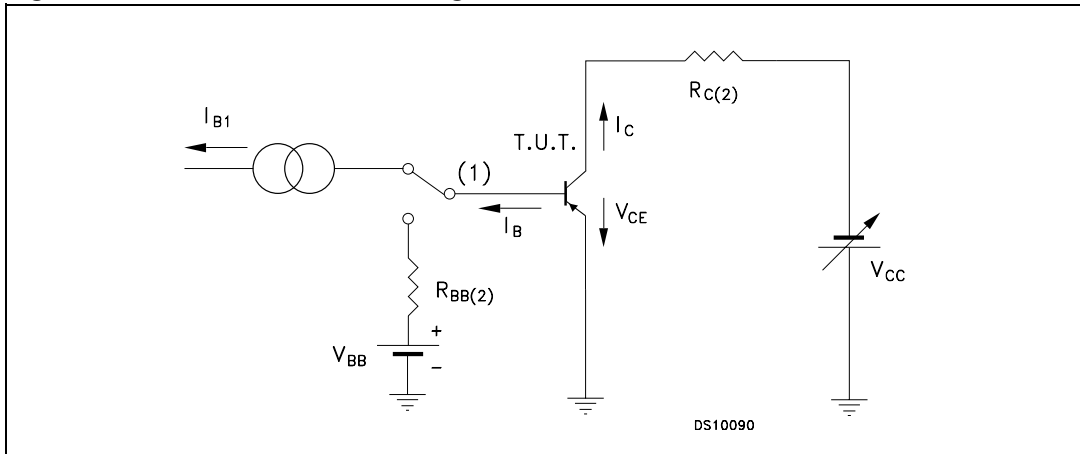 I_B1
T.U.T.
I_C
R_C(2)
(1)
I_B
V_CE
R_BB(2)
V_CC
V_BB
+
-
DS10090